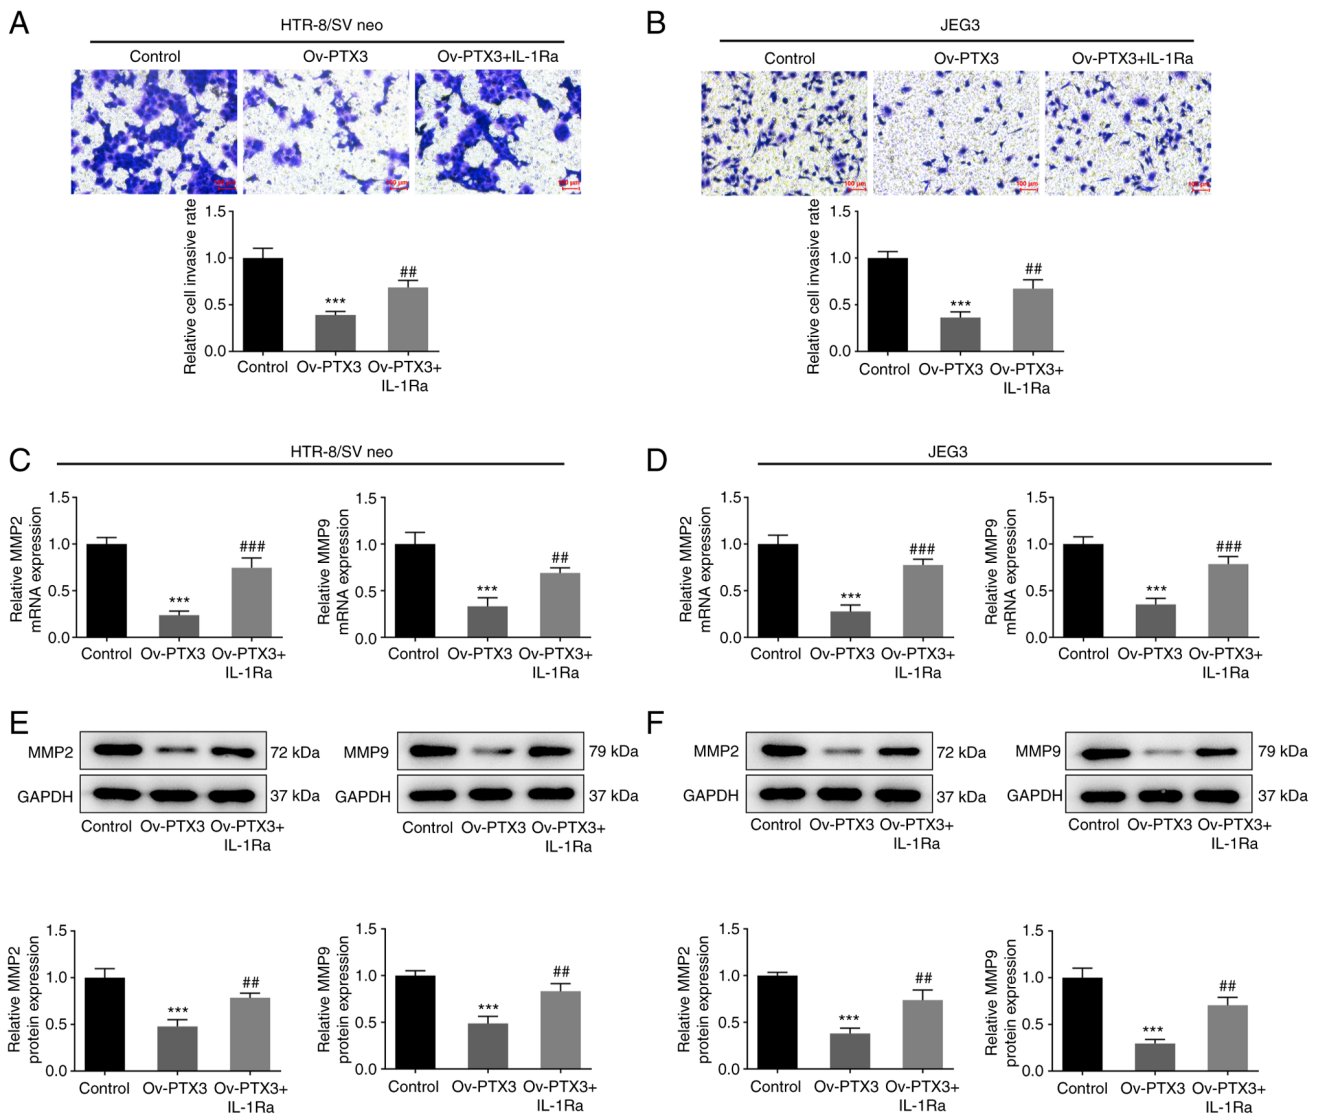 A
HTR-8/SV neo
Control
Ov-PTX3
Ov-PTX3+IL-1Ra
100 μm
100 μm
100 μm
Relative cell invasive rate
1.5
1.0
0.5
0.0
***
##
Control
Ov-PTX3
Ov-PTX3+
IL-1Ra
B
JEG3
Control
Ov-PTX3
Ov-PTX3+IL-1Ra
100 μm
100 μm
100 μm
Relative cell invasive rate
1.5
1.0
0.5
0.0
***
##
Control
Ov-PTX3
Ov-PTX3+
IL-1Ra
C
HTR-8/SV neo
Relative MMP2
mRNA expression
1.5
1.0
0.5
0.0
***
###
Control
Ov-PTX3
Ov-PTX3+
IL-1Ra
Relative MMP9
mRNA expression
1.5
1.0
0.5
0.0
***
##
Control
Ov-PTX3
Ov-PTX3+
IL-1Ra
D
JEG3
Relative MMP2
mRNA expression
1.5
1.0
0.5
0.0
***
###
Control
Ov-PTX3
Ov-PTX3+
IL-1Ra
Relative MMP9
mRNA expression
1.5
1.0
0.5
0.0
***
###
Control
Ov-PTX3
Ov-PTX3+
IL-1Ra
E
MMP2
72 kDa
GAPDH
37 kDa
Control
Ov-PTX3
Ov-PTX3+
IL-1Ra
MMP9
79 kDa
GAPDH
37 kDa
Control
Ov-PTX3
Ov-PTX3+
IL-1Ra
Relative MMP2
protein expression
1.5
1.0
0.5
0.0
***
##
Control
Ov-PTX3
Ov-PTX3+
IL-1Ra
Relative MMP9
protein expression
1.5
1.0
0.5
0.0
***
##
Control
Ov-PTX3
Ov-PTX3+
IL-1Ra
F
MMP2
72 kDa
GAPDH
37 kDa
Control
Ov-PTX3
Ov-PTX3+
IL-1Ra
MMP9
79 kDa
GAPDH
37 kDa
Control
Ov-PTX3
Ov-PTX3+
IL-1Ra
Relative MMP2
protein expression
1.5
1.0
0.5
0.0
***
##
Control
Ov-PTX3
Ov-PTX3+
IL-1Ra
Relative MMP9
protein expression
1.5
1.0
0.5
0.0
***
##
Control
Ov-PTX3
Ov-PTX3+
IL-1Ra